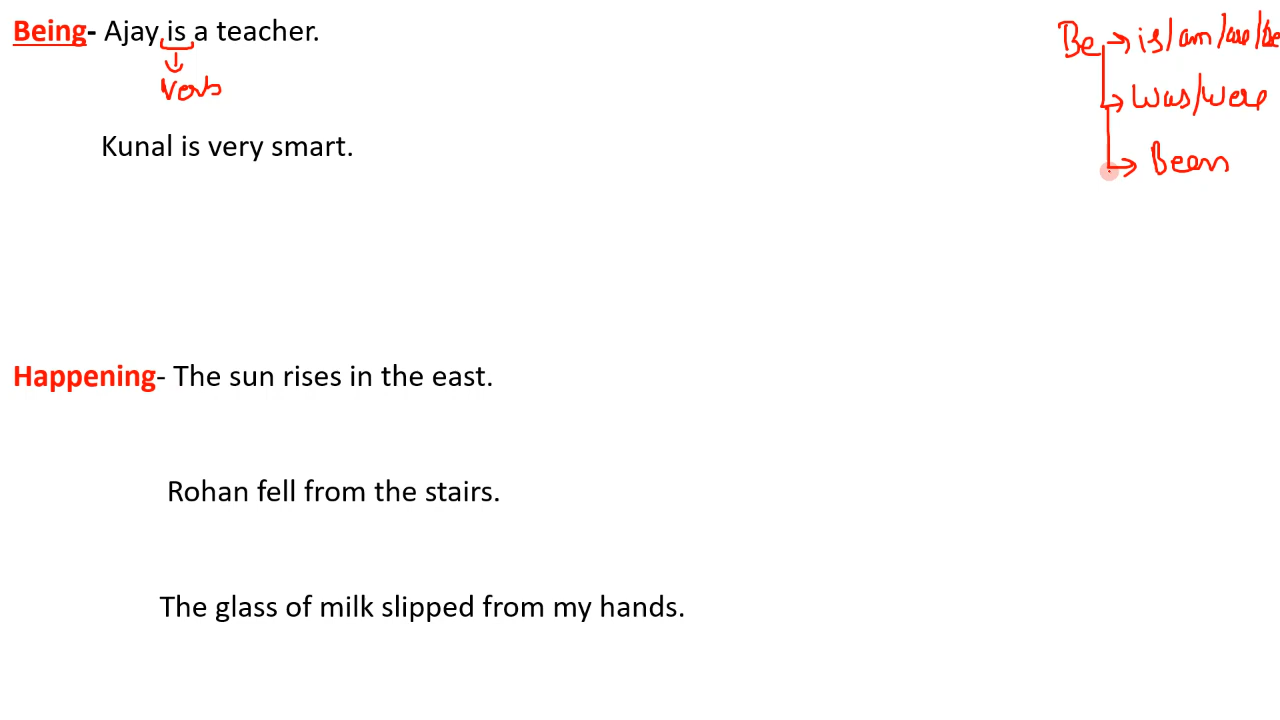 Being- Ajay is a teacher.
Verb
Kunal is very smart.
Be → is/am/are/be
→ was/were
→ Been
Happening- The sun rises in the east.
Rohan fell from the stairs.
The glass of milk slipped from my hands.